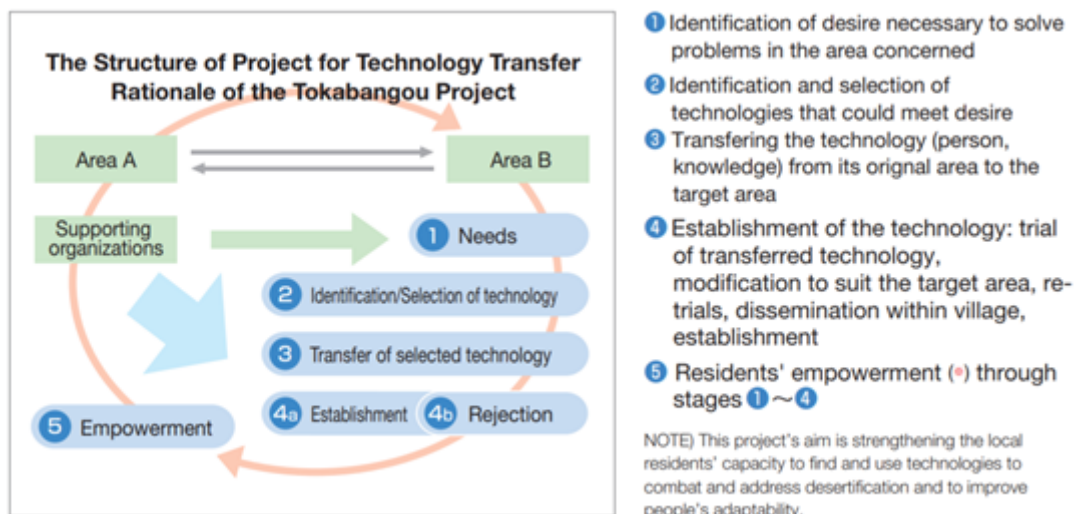 The Structure of Project for Technology Transfer
Rationale of the Tokabangou Project
Area A
Area B
Supporting
organizations
1 Needs
2 Identification/Selection of technology
3 Transfer of selected technology
4a Establishment
4b Rejection
5 Empowerment
1 Identification of desire necessary to solve
problems in the area concerned
2 Identification and selection of
technologies that could meet desire
3 Transfering the technology (person,
knowledge) from its orignal area to the
target area
4 Establishment of the technology: trial
of transferred technology,
modification to suit the target area, re-
trials, dissemination within village,
establishment
5 Residents' empowerment (•) through
stages 1 ~ 4
NOTE) This project's aim is strengthening the local
residents' capacity to find and use technologies to
combat and address desertification and to improve
people's adaptability.